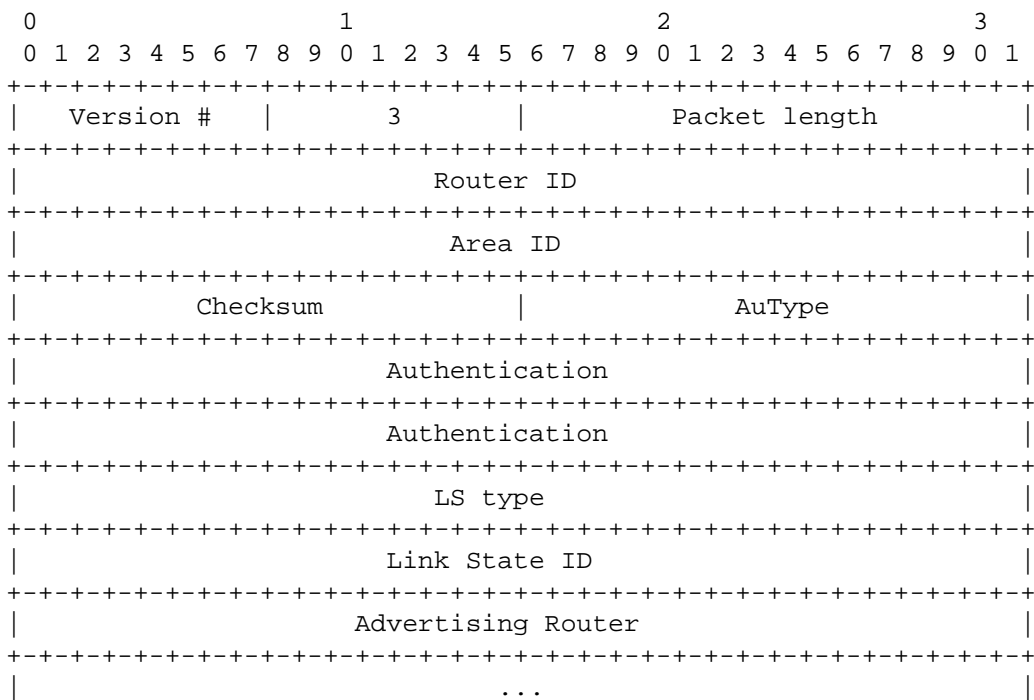 0                   1                   2                   3
0 1 2 3 4 5 6 7 8 9 0 1 2 3 4 5 6 7 8 9 0 1 2 3 4 5 6 7 8 9 0 1
+-+-+-+-+-+-+-+-+-+-+-+-+-+-+-+-+-+-+-+-+-+-+-+-+-+-+-+-+-+-+-+-+
|   Version #   |       3       |         Packet length         |
+-+-+-+-+-+-+-+-+-+-+-+-+-+-+-+-+-+-+-+-+-+-+-+-+-+-+-+-+-+-+-+-+
|                          Router ID                            |
+-+-+-+-+-+-+-+-+-+-+-+-+-+-+-+-+-+-+-+-+-+-+-+-+-+-+-+-+-+-+-+-+
|                           Area ID                             |
+-+-+-+-+-+-+-+-+-+-+-+-+-+-+-+-+-+-+-+-+-+-+-+-+-+-+-+-+-+-+-+-+
|           Checksum            |             AuType            |
+-+-+-+-+-+-+-+-+-+-+-+-+-+-+-+-+-+-+-+-+-+-+-+-+-+-+-+-+-+-+-+-+
|                       Authentication                          |
+-+-+-+-+-+-+-+-+-+-+-+-+-+-+-+-+-+-+-+-+-+-+-+-+-+-+-+-+-+-+-+-+
|                       Authentication                          |
+-+-+-+-+-+-+-+-+-+-+-+-+-+-+-+-+-+-+-+-+-+-+-+-+-+-+-+-+-+-+-+-+
|                          LS type                              |
+-+-+-+-+-+-+-+-+-+-+-+-+-+-+-+-+-+-+-+-+-+-+-+-+-+-+-+-+-+-+-+-+
|                       Link State ID                           |
+-+-+-+-+-+-+-+-+-+-+-+-+-+-+-+-+-+-+-+-+-+-+-+-+-+-+-+-+-+-+-+-+
|                     Advertising Router                        |
+-+-+-+-+-+-+-+-+-+-+-+-+-+-+-+-+-+-+-+-+-+-+-+-+-+-+-+-+-+-+-+-+
|                              ...                              |